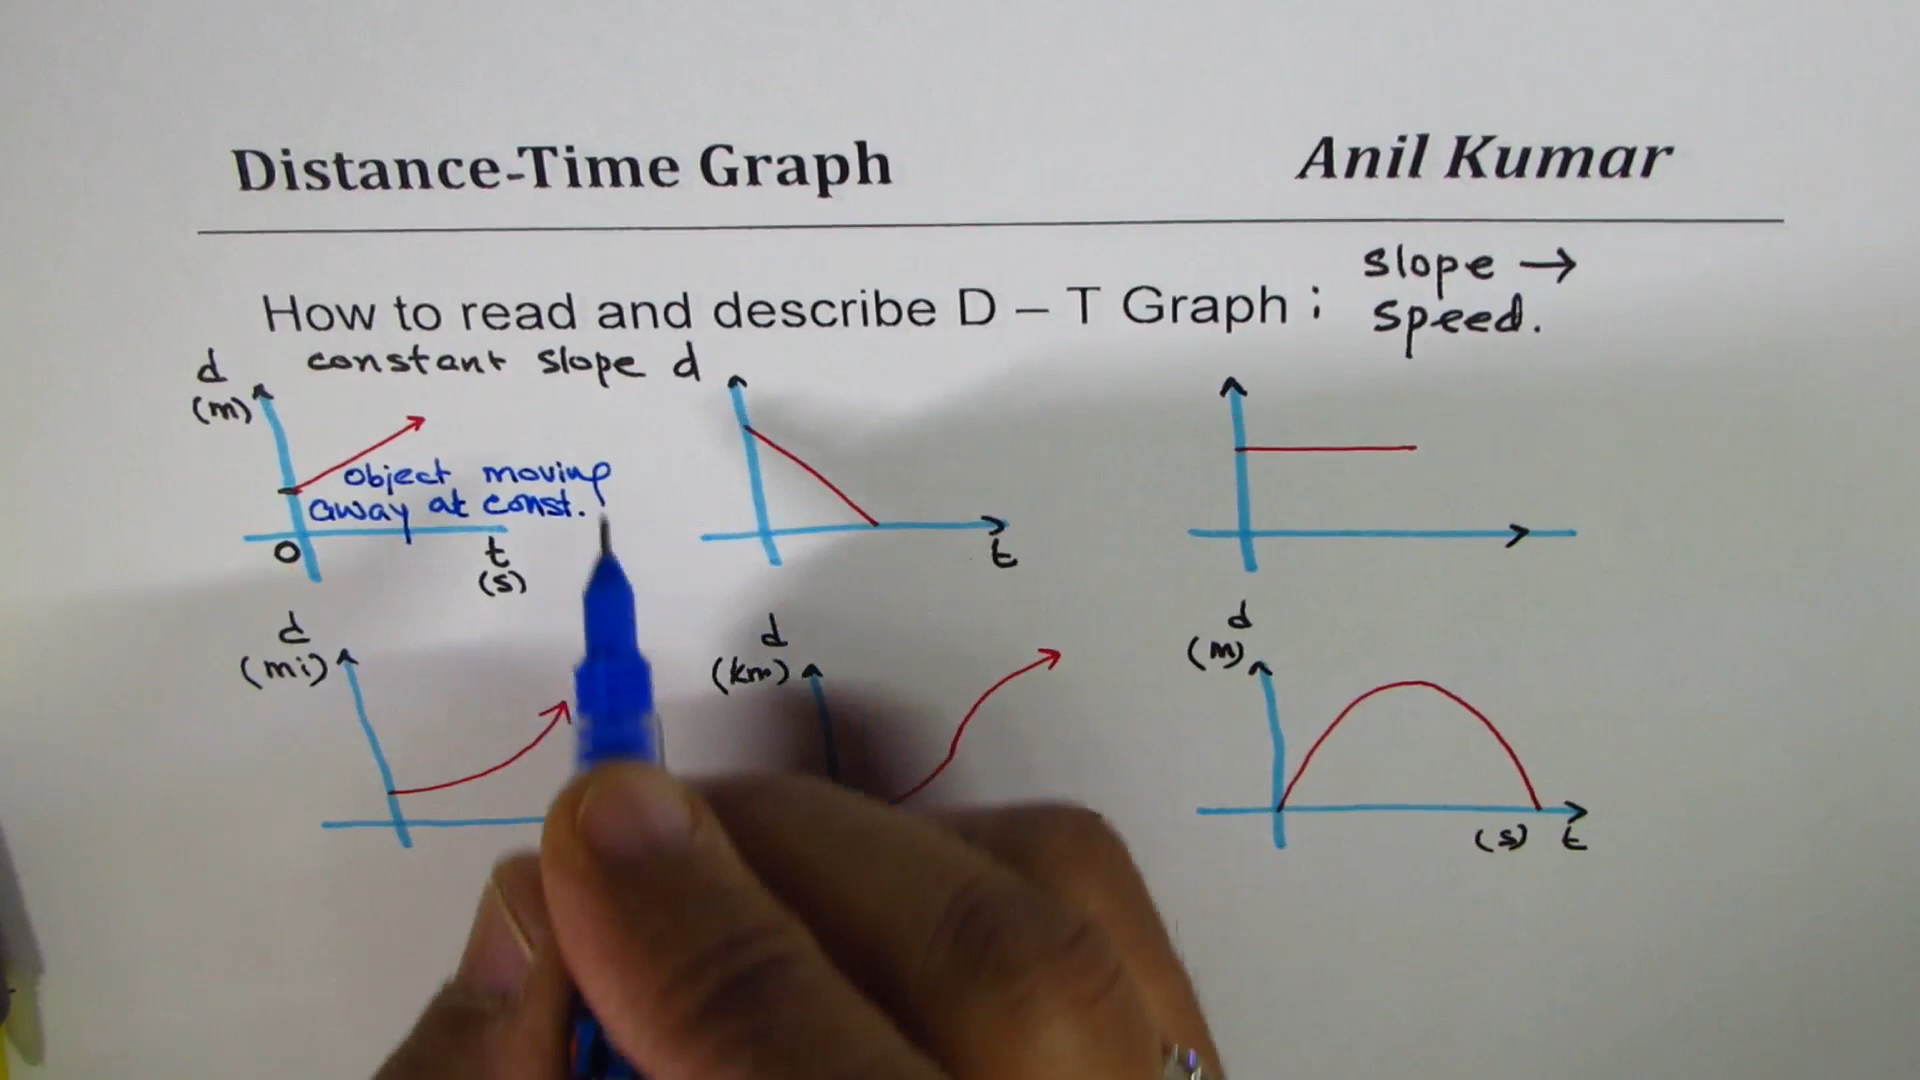 Distance-Time Graph
Anil Kumar
How to read and describe D – T Graph :
slope →
speed.
d
(m)
constant slope
object moving
away at const.
0
t
(s)
d
t
d
(mi)
d
(km)
d
(m)
(s) t